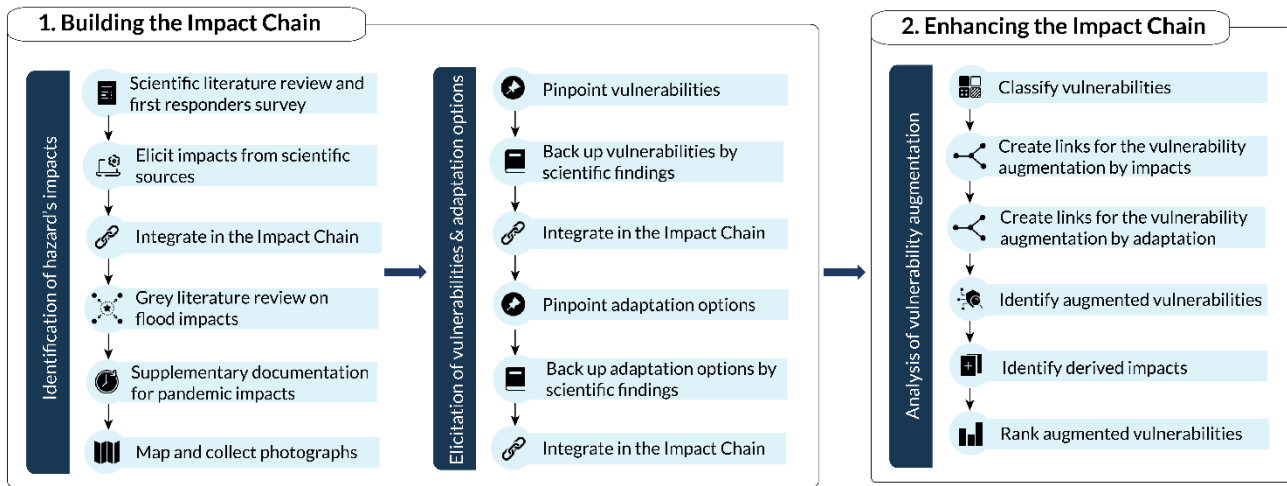 1. Building the Impact Chain
Identification of hazard's impacts
Scientific literature review and
first responders survey
Elicit impacts from scientific
sources
Integrate in the Impact Chain
Grey literature review on
flood impacts
Supplementary documentation
for pandemic impacts
Map and collect photographs
Elicitation of vulnerabilities & adaptation options
Pinpoint vulnerabilities
Back up vulnerabilities by
scientific findings
Integrate in the Impact Chain
Pinpoint adaptation options
Back up adaptation options by
scientific findings
Integrate in the Impact Chain
2. Enhancing the Impact Chain
Analysis of vulnerability augmentation
Classify vulnerabilities
Create links for the vulnerability
augmentation by impacts
Create links for the vulnerability
augmentation by adaptation
Identify augmented vulnerabilities
Identify derived impacts
Rank augmented vulnerabilities